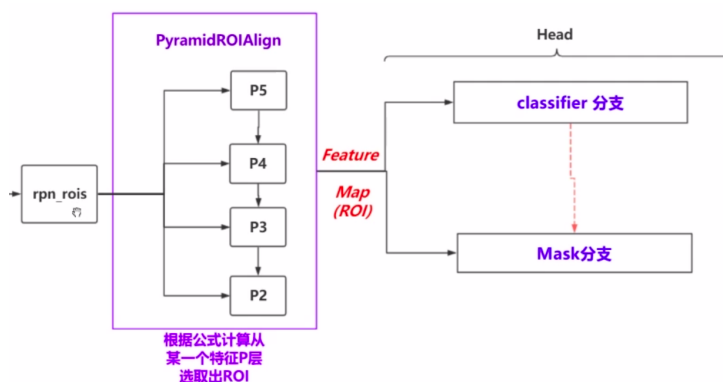 PyramidROIAlign
Head
P5
classifier 分支
P4
Feature
rpn_rois
Map
(ROI)
P3
Mask分支
P2
根据公式计算从
某一个特征P层
选取出ROI